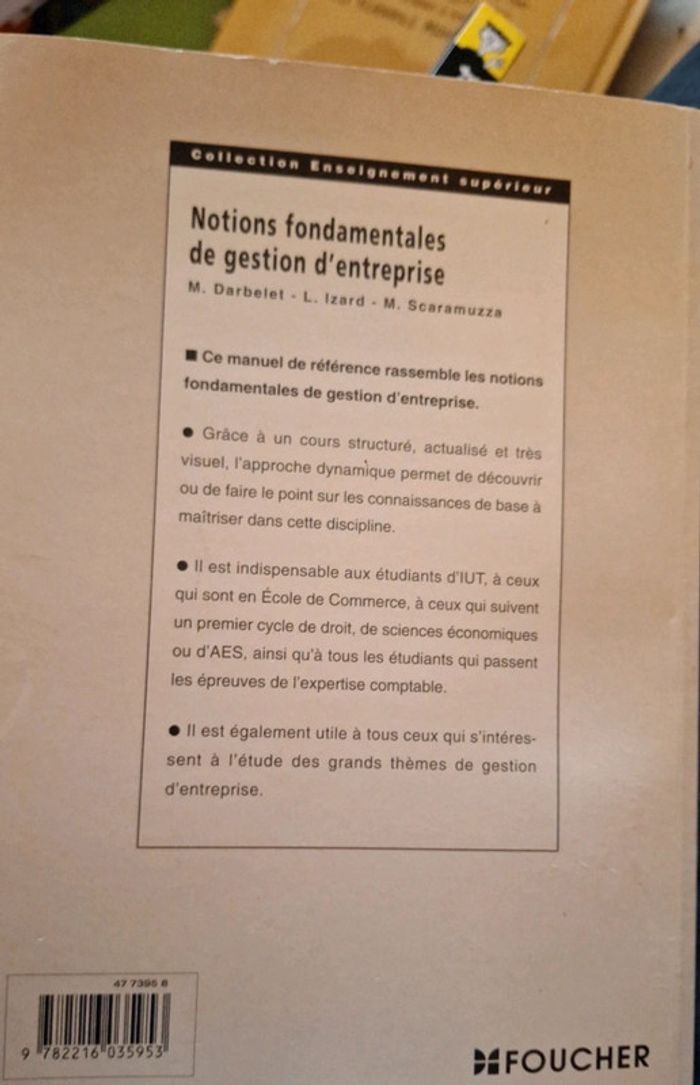 Collection Enseignement supérieur
Notions fondamentales
de gestion d'entreprise
M. Darbelet - L. Izard - M. Scaramuzza
■ Ce manuel de référence rassemble les notions
fondamentales de gestion d'entreprise.
● Grâce à un cours structuré, actualisé et très
visuel, l'approche dynamique permet de découvrir
ou de faire le point sur les connaissances de base à
maîtriser dans cette discipline.
● Il est indispensable aux étudiants d'IUT, à ceux
qui sont en École de Commerce, à ceux qui suivent
un premier cycle de droit, de sciences économiques
ou d'AES, ainsi qu'à tous les étudiants qui passent
les épreuves de l'expertise comptable.
● Il est également utile à tous ceux qui s'intéres-
sent à l'étude des grands thèmes de gestion
d'entreprise.
47 7395 8
9 782216 035953
FOUCHER